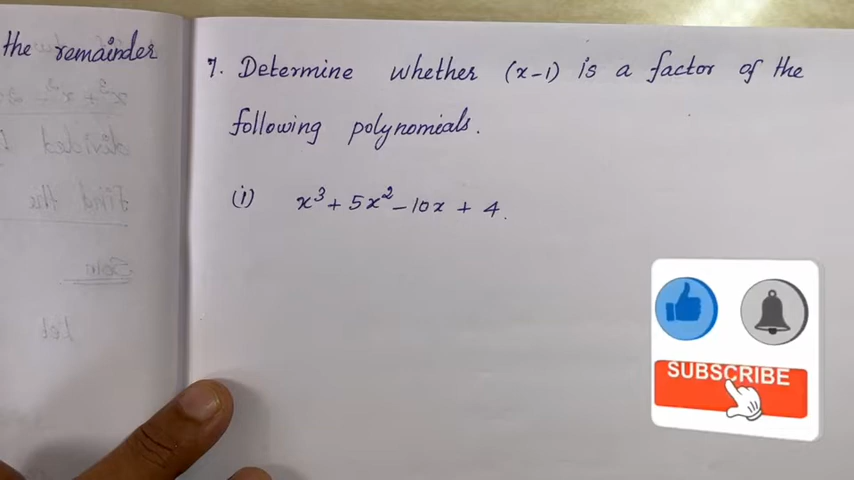 the remainder
7. Determine whether (x-1) is a factor of the
following polynomials.
(i) x³ + 5x² - 10x + 4.
SUBSCRIBE